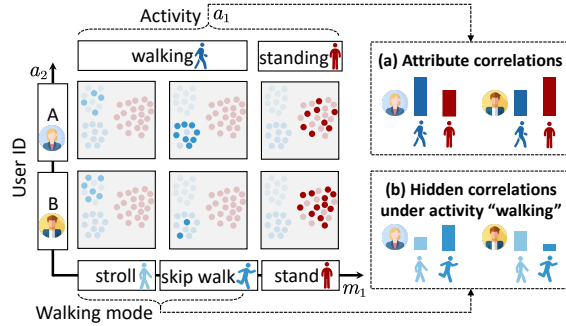 Activity a₁
walking
standing
a₂
User ID
A
B
stroll
skip walk
stand
m₁
Walking mode
(a) Attribute correlations
(b) Hidden correlations
under activity “walking”